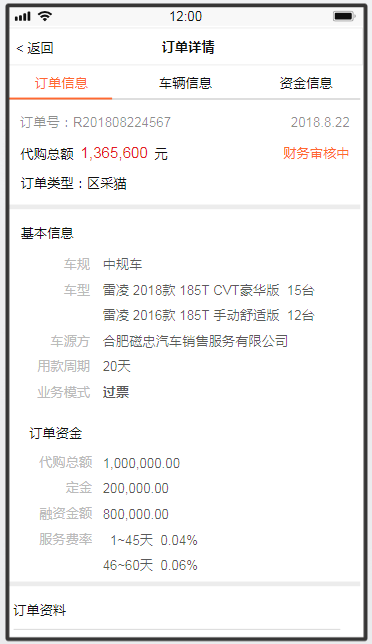 12:00
< 返回 订单详情
订单信息 车辆信息 资金信息
订单号：R201808224567 2018.8.22
代购总额 1,365,600 元 财务审核中
订单类型：区采猫
基本信息
车规 中规车
车型 雷凌 2018款 185T CVT豪华版 15台
雷凌 2016款 185T 手动舒适版 12台
车源方 合肥磁忠汽车销售服务有限公司
用款周期 20天
业务模式 过票
订单资金
代购总额 1,000,000.00
定金 200,000.00
融资金额 800,000.00
服务费率 1~45天 0.04%
46~60天 0.06%
订单资料